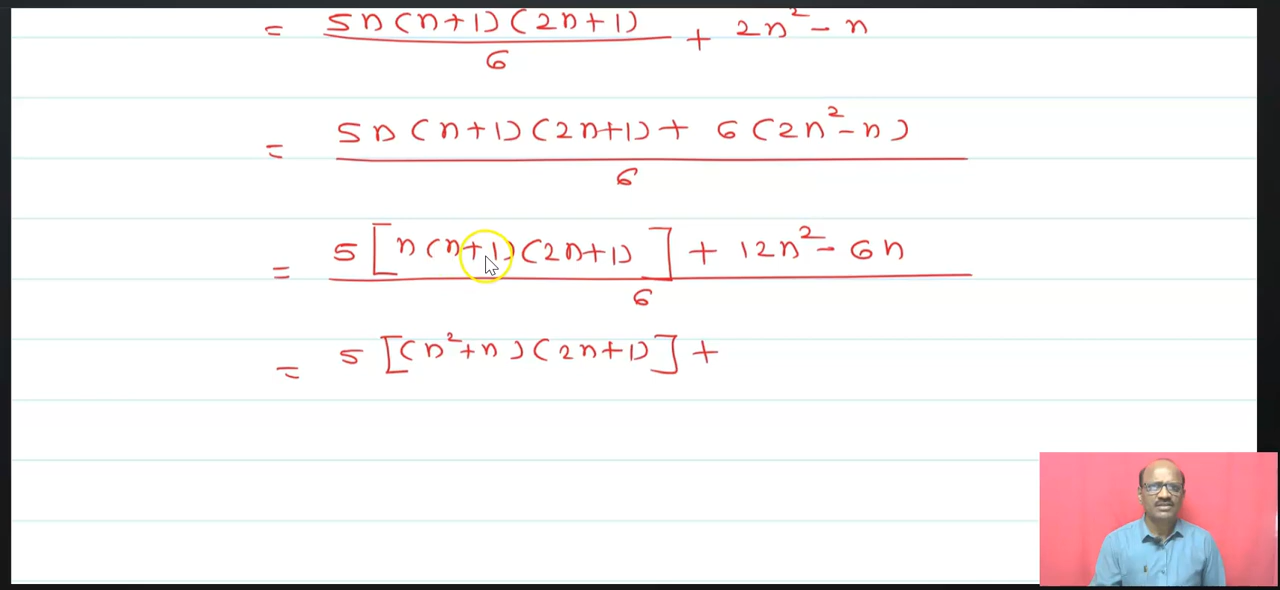 = 5n(n+1)(2n+1) / 6 + 2n² - n
= 5n(n+1)(2n+1) + 6(2n² - n) / 6
= 5[n(n+1)(2n+1)] + 12n² - 6n / 6
= 5[(n²+n)(2n+1)] +